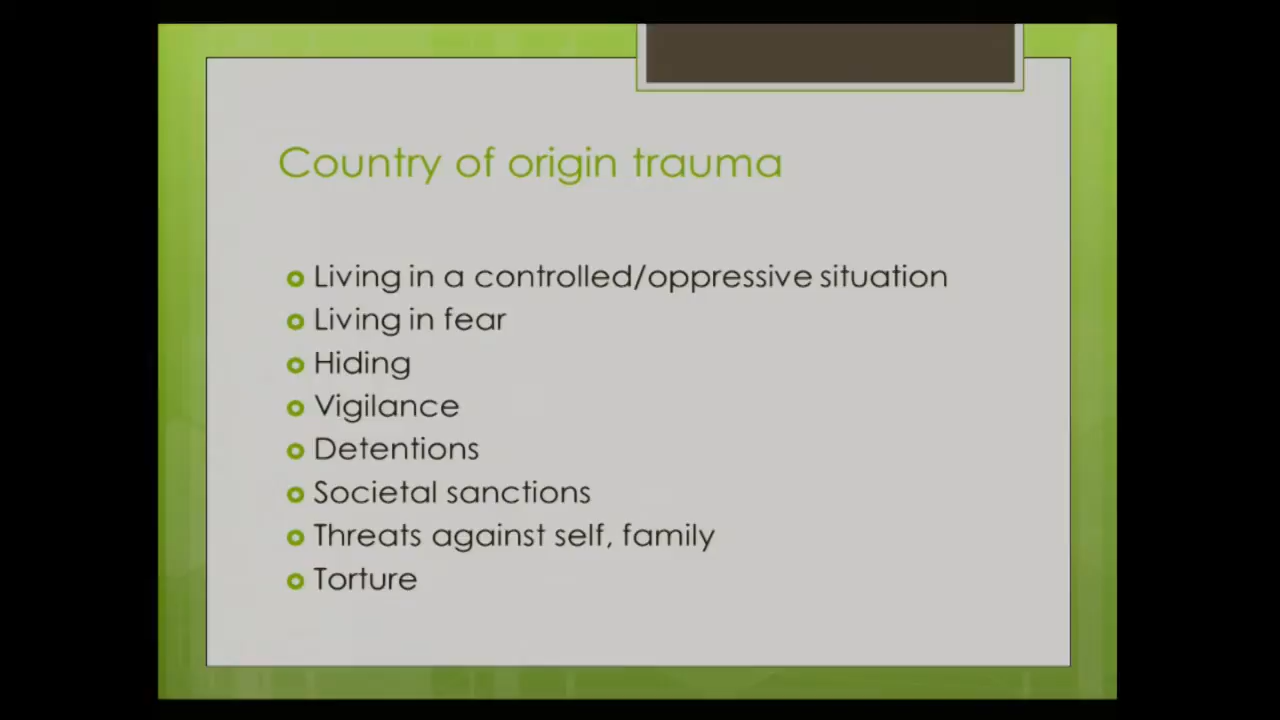 Country of origin trauma
Living in a controlled/oppressive situation
Living in fear
Hiding
Vigilance
Detentions
Societal sanctions
Threats against self, family
Torture